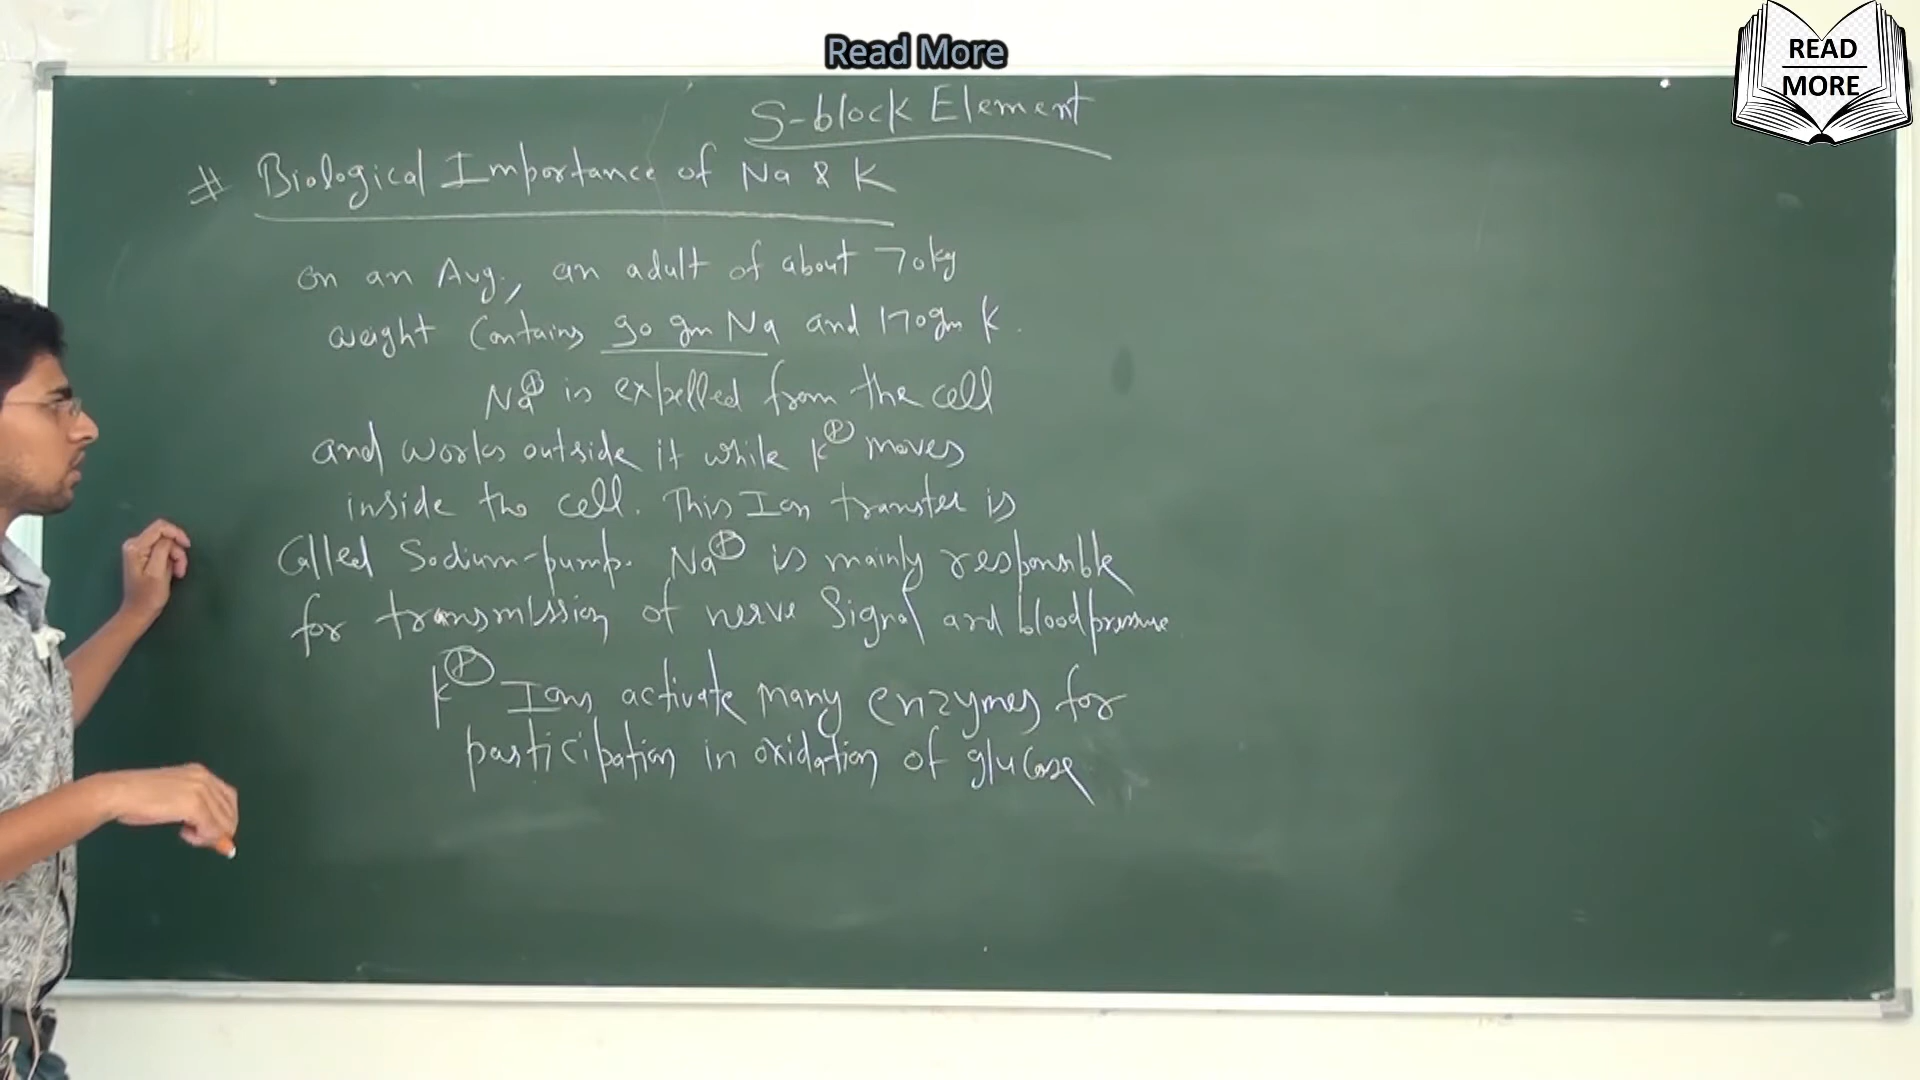 Read More
READ
MORE
S-block Element
# Biological Importance of Na & K
on an Avg., an adult of about 70kg
weight Contains 90 gm Na and 170gm K.
Na⊕ is expelled from the cell
and works outside it while K⊕ moves
inside the cell. This Ion transfer is
Called Sodium-pump. Na⊕ is mainly responsible
for transmission of nerve Signal and blood pressure
K⊕ Ions activate many enzymes for
participation in oxidation of glucose